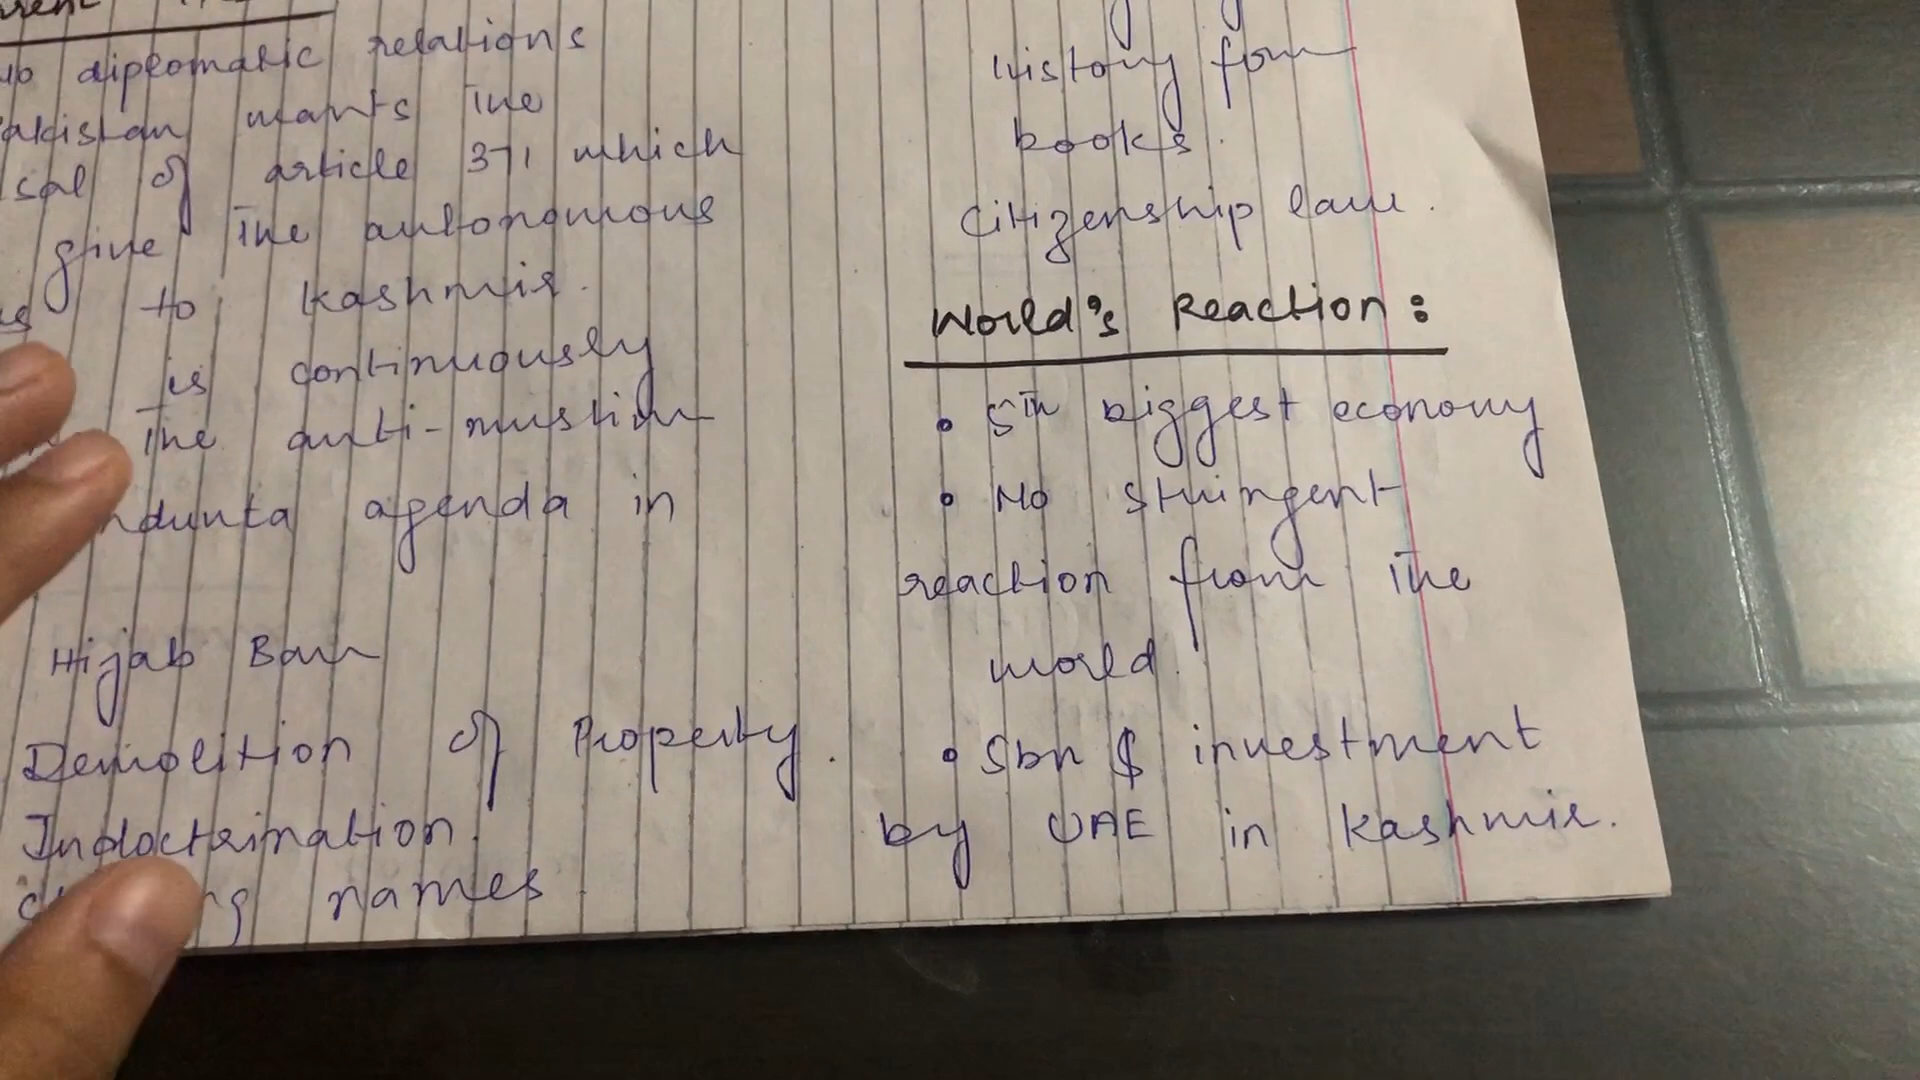 diplomatic relations
wants the
of article 371 which
give the autonomous
to Kashmir.
is continuously
the anti-muslim
agenda in
Hijab Ban
Demolition of Property.
Indoctrination.
names.
History from
books.
Citizenship law.
World's Reaction:
• 5th biggest economy
• No stringent
reaction from the
world.
• 5bn $ investment
by UAE in Kashmir.